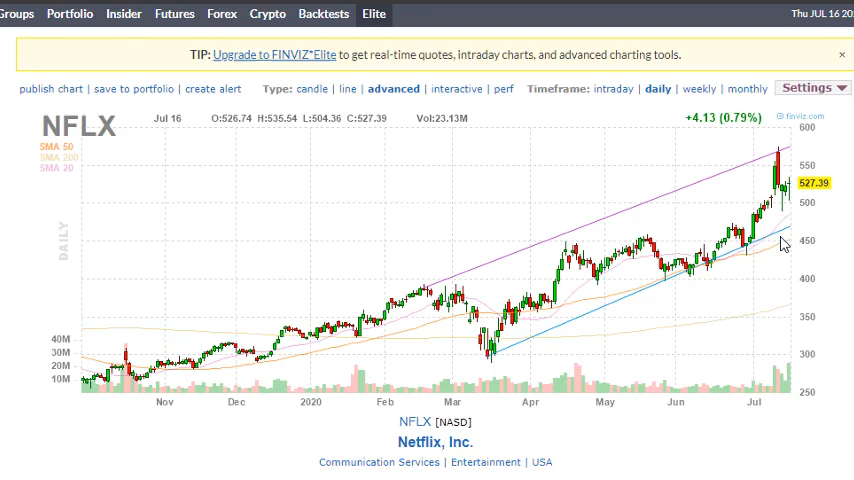 Groups Portfolio Insider Futures Forex Crypto Backtests Elite Thu JUL 16 20
TIP: Upgrade to FINVIZ*Elite to get real-time quotes, intraday charts, and advanced charting tools. ×
publish chart | save to portfolio | create alert Type: candle | line | advanced | interactive | perf Timeframe: intraday | daily | weekly | monthly Settings
NFLX Jul 16 O:526.74 H:535.54 L:504.36 C:527.39 Vol:23.13M +4.13 (0.79%) © finviz.com
SMA 50
SMA 200
SMA 20
DAILY
600
550
527.39
500
450
400
350
300
250
40M
30M
20M
10M
Nov Dec 2020 Feb Mar Apr May Jun Jul
NFLX [NASD]
Netflix, Inc.
Communication Services | Entertainment | USA